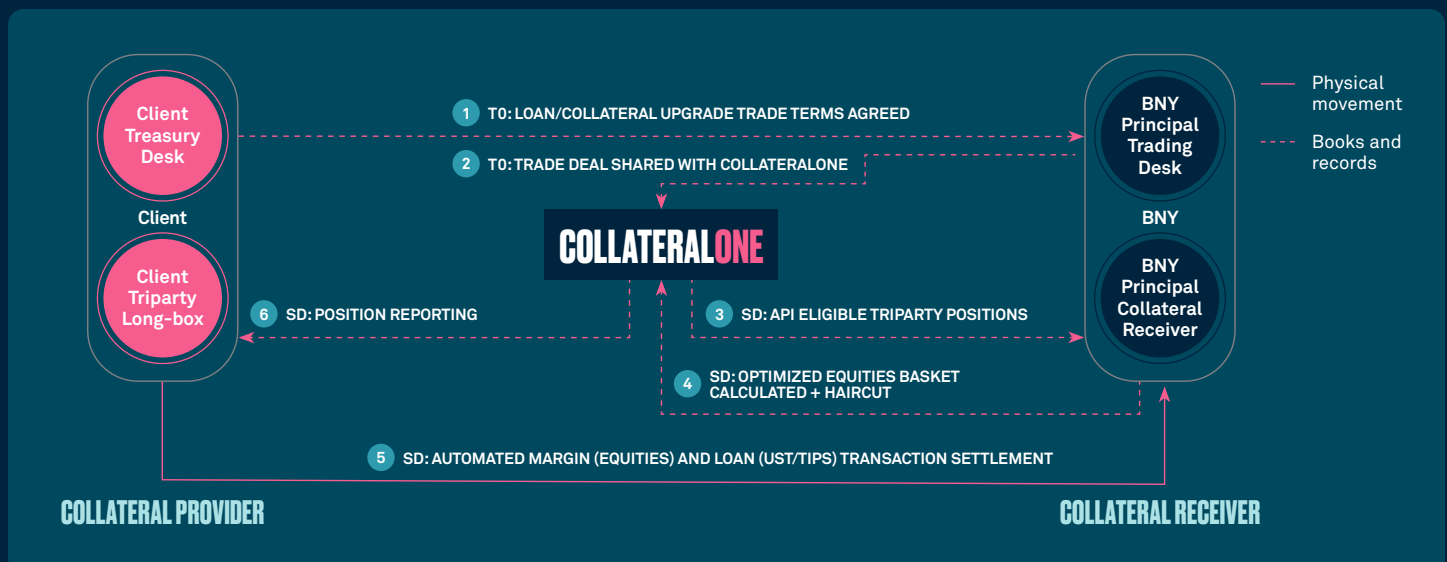 Client
Treasury
Desk
Client
Client
Triparty
Long-box
COLLATERAL PROVIDER
1 T0: LOAN/COLLATERAL UPGRADE TRADE TERMS AGREED
2 T0: TRADE DEAL SHARED WITH COLLATERALONE
COLLATERALONE
3 SD: API ELIGIBLE TRIPARTY POSITIONS
4 SD: OPTIMIZED EQUITIES BASKET
CALCULATED + HAIRCUT
5 SD: AUTOMATED MARGIN (EQUITIES) AND LOAN (UST/TIPS) TRANSACTION SETTLEMENT
6 SD: POSITION REPORTING
BNY
Principal
Trading
Desk
BNY
BNY
Principal
Collateral
Receiver
COLLATERAL RECEIVER
Physical
movement
Books and
records